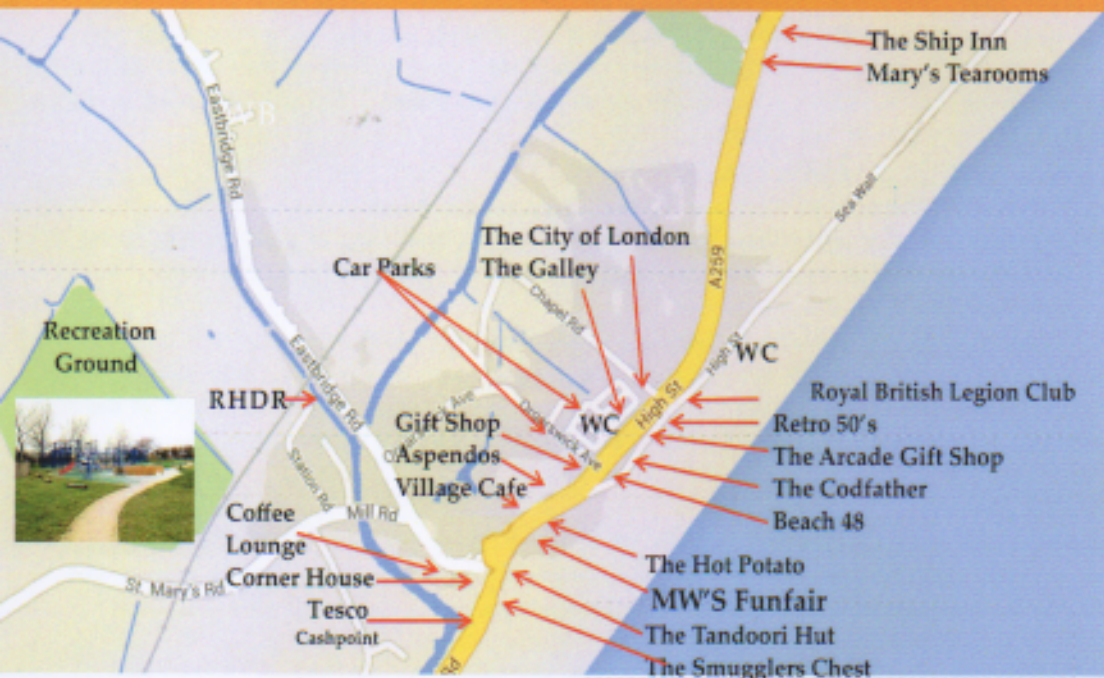 The Ship Inn
Mary's Tearooms
Eastbridge Rd
Sea Wall
The City of London
The Galley
Car Parks
A259
Chapel Rd
Recreation
Ground
Eastbridge Rd
High St
WC
RHDR
Royal British Legion Club
Gift Shop
WC
High St
Retro 50's
Aspendos
Ave
The Arcade Gift Shop
Village Cafe
The Codfather
Station Rd
Mill Rd
Beach 48
Coffee
Lounge
The Hot Potato
Corner House
St. Mary's Rd
MW'S Funfair
Tesco
Cashpoint
The Tandoori Hut
The Smugglers Chest
Rd